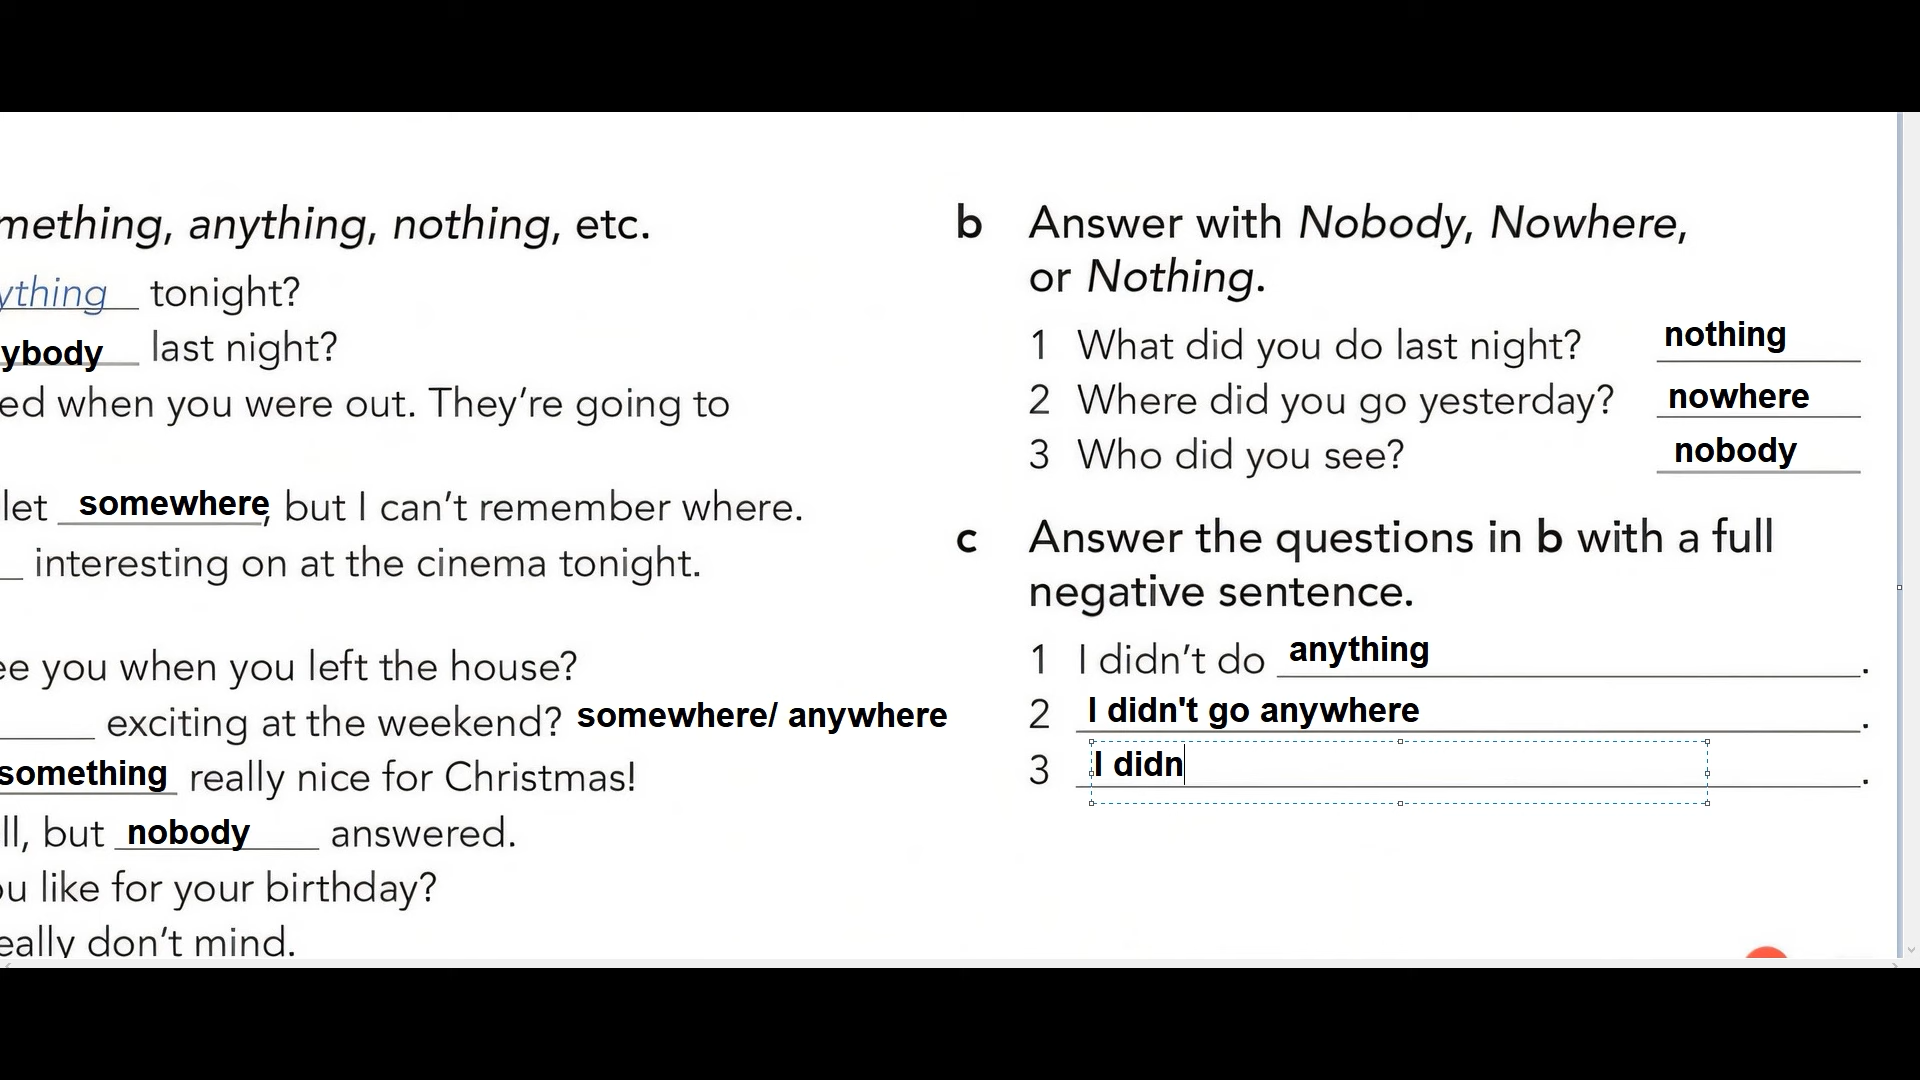 mething, anything, nothing, etc.
ything tonight?
ybody last night?
ed when you were out. They're going to
let somewhere, but I can't remember where.
interesting on at the cinema tonight.
ee you when you left the house?
exciting at the weekend? somewhere/ anywhere
something really nice for Christmas!
ll, but nobody answered.
ou like for your birthday?
eally don't mind.
b Answer with Nobody, Nowhere,
or Nothing.
1 What did you do last night? nothing
2 Where did you go yesterday? nowhere
3 Who did you see? nobody
c Answer the questions in b with a full
negative sentence.
1 I didn't do anything.
2 I didn't go anywhere.
3 I didn.